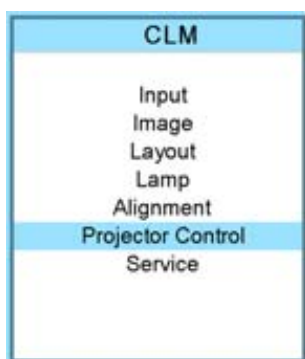 CLM
Input
Image
Layout
Lamp
Alignment
Projector Control
Service